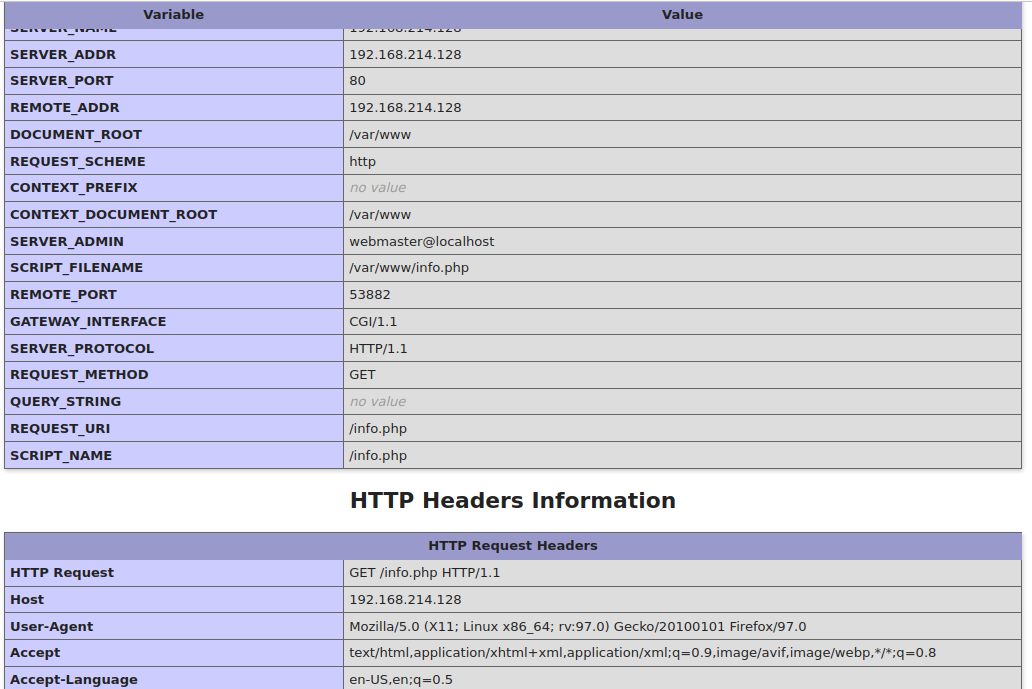 Variable Value
SERVER_NAME 192.168.214.128
SERVER_ADDR 192.168.214.128
SERVER_PORT 80
REMOTE_ADDR 192.168.214.128
DOCUMENT_ROOT /var/www
REQUEST_SCHEME http
CONTEXT_PREFIX no value
CONTEXT_DOCUMENT_ROOT /var/www
SERVER_ADMIN webmaster@localhost
SCRIPT_FILENAME /var/www/info.php
REMOTE_PORT 53882
GATEWAY_INTERFACE CGI/1.1
SERVER_PROTOCOL HTTP/1.1
REQUEST_METHOD GET
QUERY_STRING no value
REQUEST_URI /info.php
SCRIPT_NAME /info.php
HTTP Headers Information
HTTP Request Headers
HTTP Request GET /info.php HTTP/1.1
Host 192.168.214.128
User-Agent Mozilla/5.0 (X11; Linux x86_64; rv:97.0) Gecko/20100101 Firefox/97.0
Accept text/html,application/xhtml+xml,application/xml;q=0.9,image/avif,image/webp,*/*;q=0.8
Accept-Language en-US,en;q=0.5